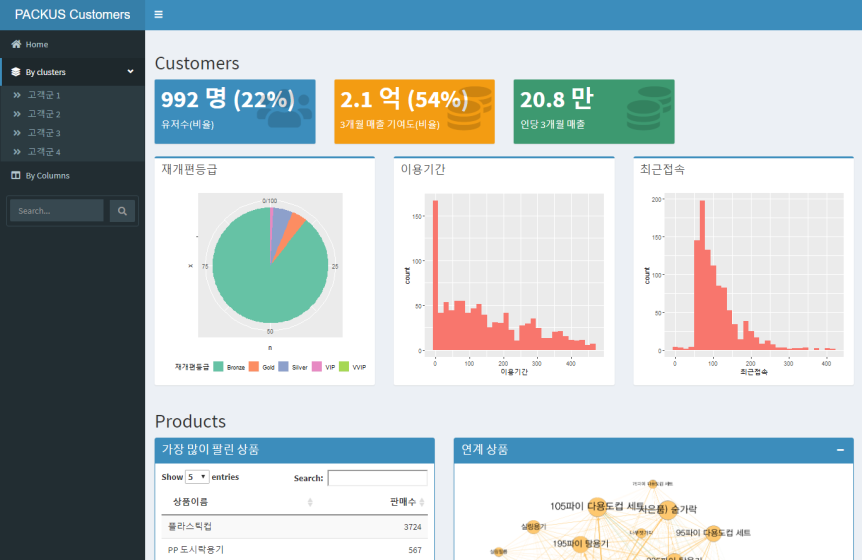 PACKUS Customers
Home
By clusters
고객군 1
고객군 2
고객군 3
고객군 4
By Columns
Search...
Customers
992 명 (22%)
유저수(비율)
2.1 억 (54%)
3개월 매출 기여도(비율)
20.8 만
인당 3개월 매출
재개편등급
0/100
x
75
25
50
n
재개편등급 Bronze Gold Silver VIP VVIP
이용기간
150
100
50
0
count
0 100 200 300 400
이용기간
최근접속
200
150
100
50
0
count
0 100 200 300 400
최근접속
Products
가장 많이 팔린 상품
Show 5 entries
Search:
상품이름 판매수
플라스틱컵 3724
PP 도시락용기 567
연계 상품
105파이 다용도컵 세트
사은품) 숟가락
실링용기
95파이 다용도컵 세트
195파이 탕용기